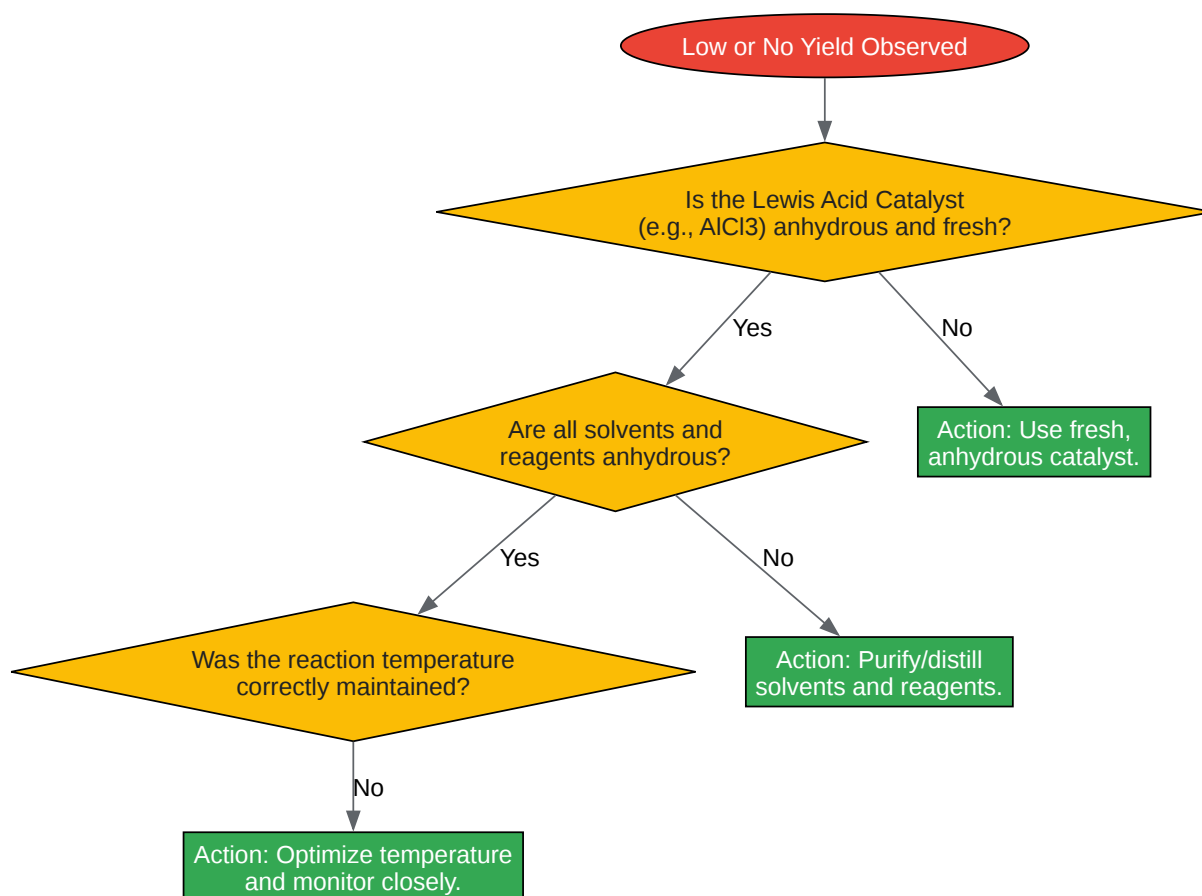 Low or No Yield Observed
Is the Lewis Acid Catalyst
(e.g., AlCl3) anhydrous and fresh?
Yes
No
Are all solvents and
reagents anhydrous?
Action: Use fresh,
anhydrous catalyst.
Yes
No
Was the reaction temperature
correctly maintained?
Action: Purify/distill
solvents and reagents.
No
Action: Optimize temperature
and monitor closely.